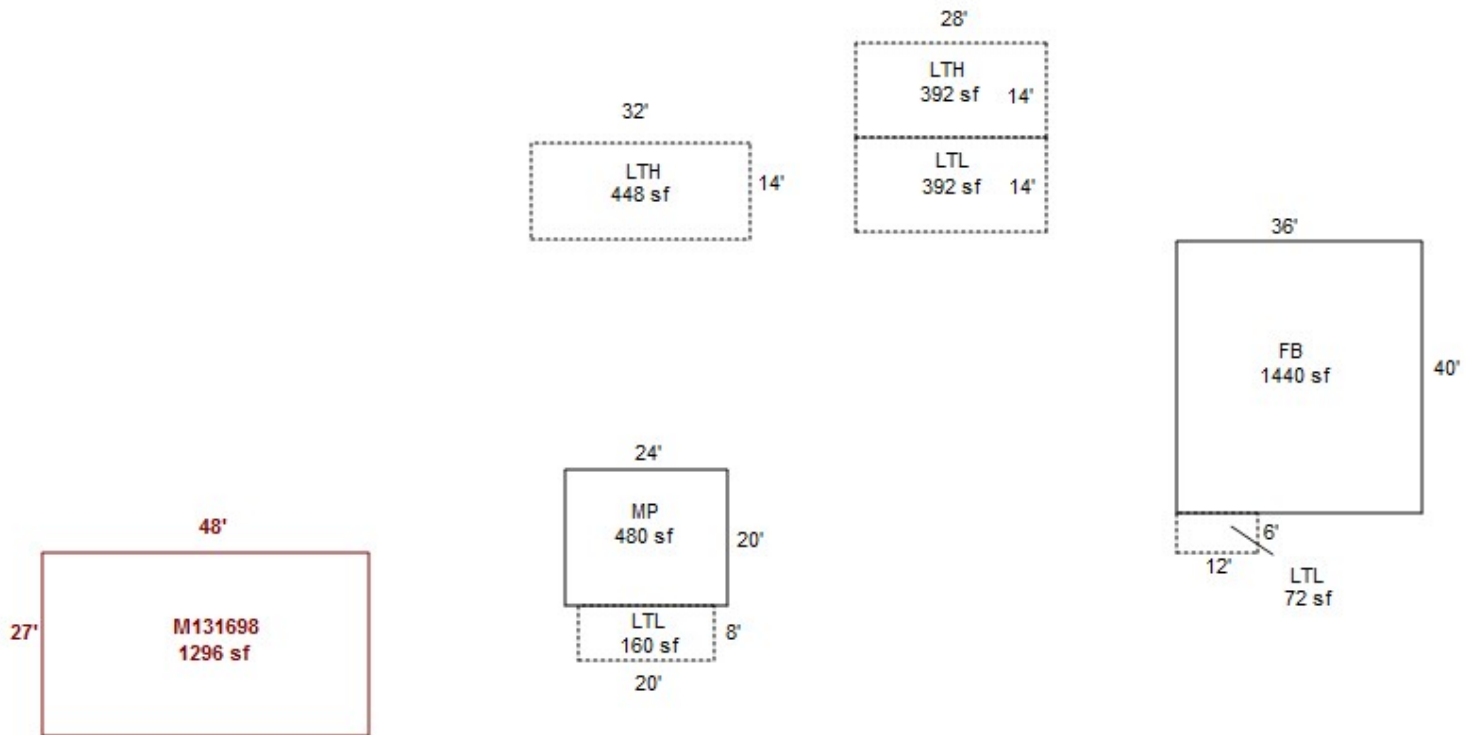 28'
LTH
392 sf
14'
LTL
392 sf
14'
32'
LTH
448 sf
14'
36'
FB
1440 sf
40'
6'
12'
LTL
72 sf
24'
MP
480 sf
20'
LTL
160 sf
8'
20'
48'
27'
M131698
1296 sf